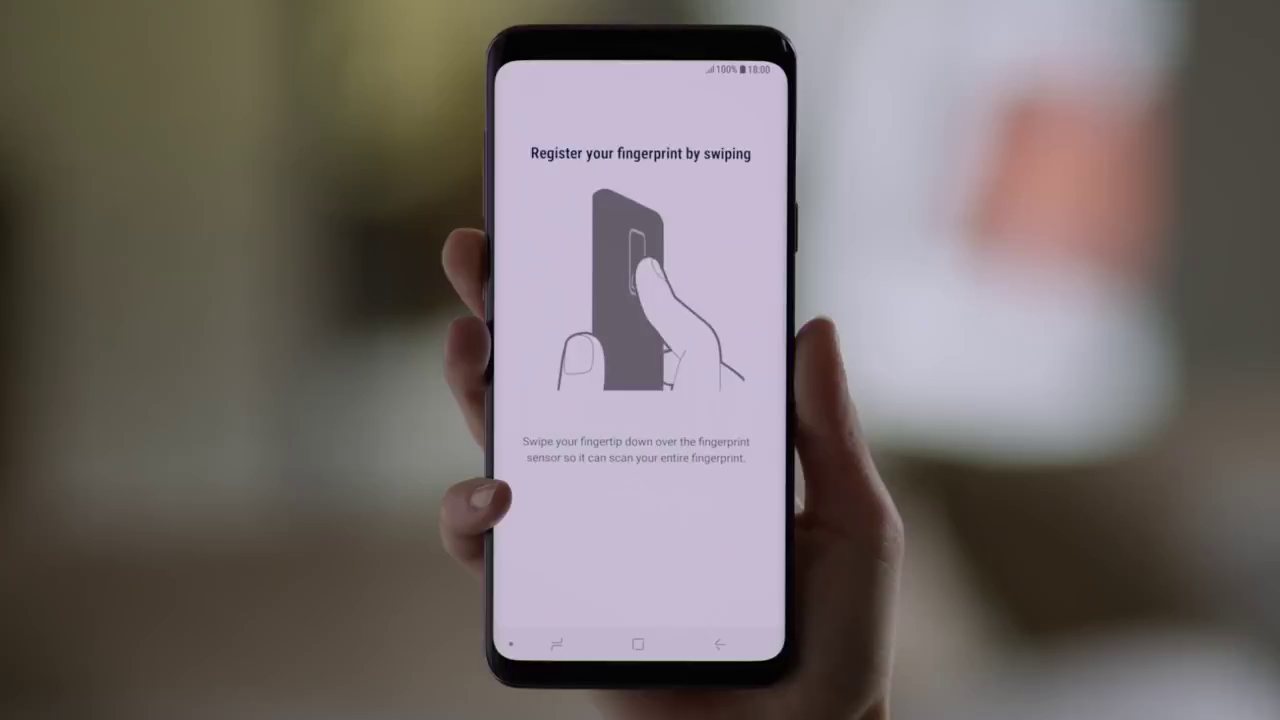 100% 18:00
Register your fingerprint by swiping
Swipe your fingertip down over the fingerprint
sensor so it can scan your entire fingerprint.